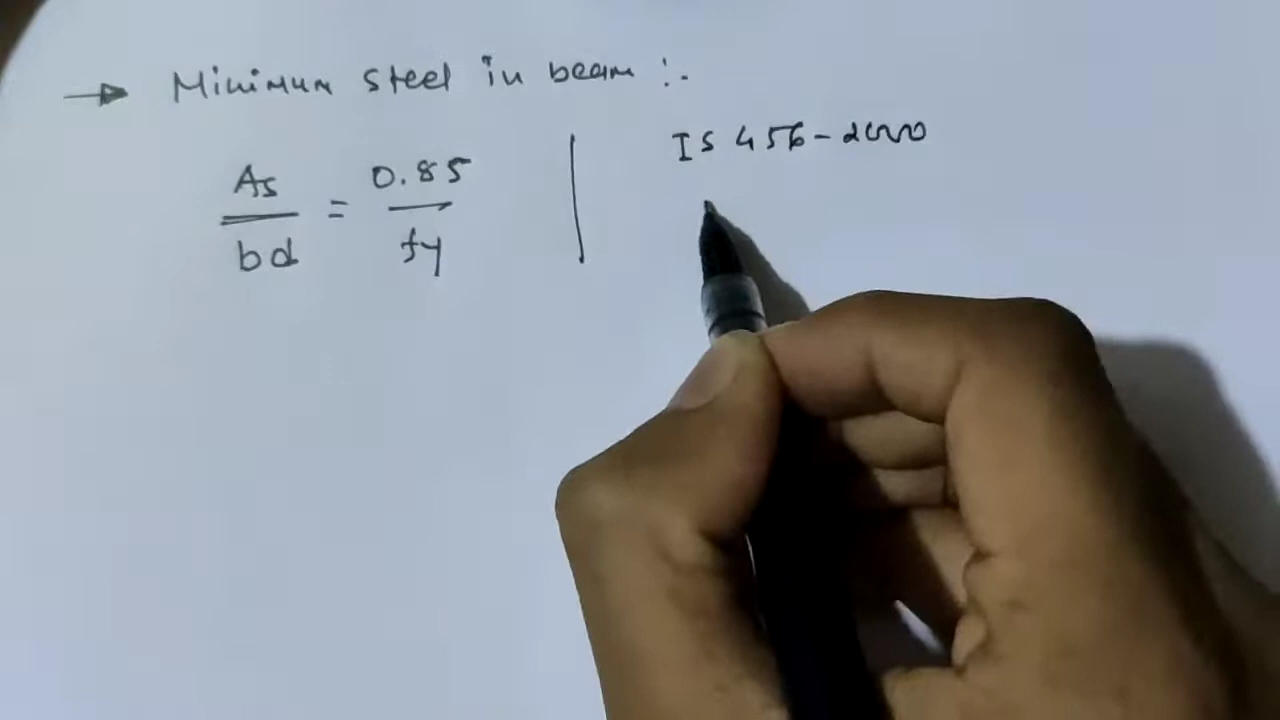 → Minimum steel in beam :-
As / bd = 0.85 / fy
IS 456-2000